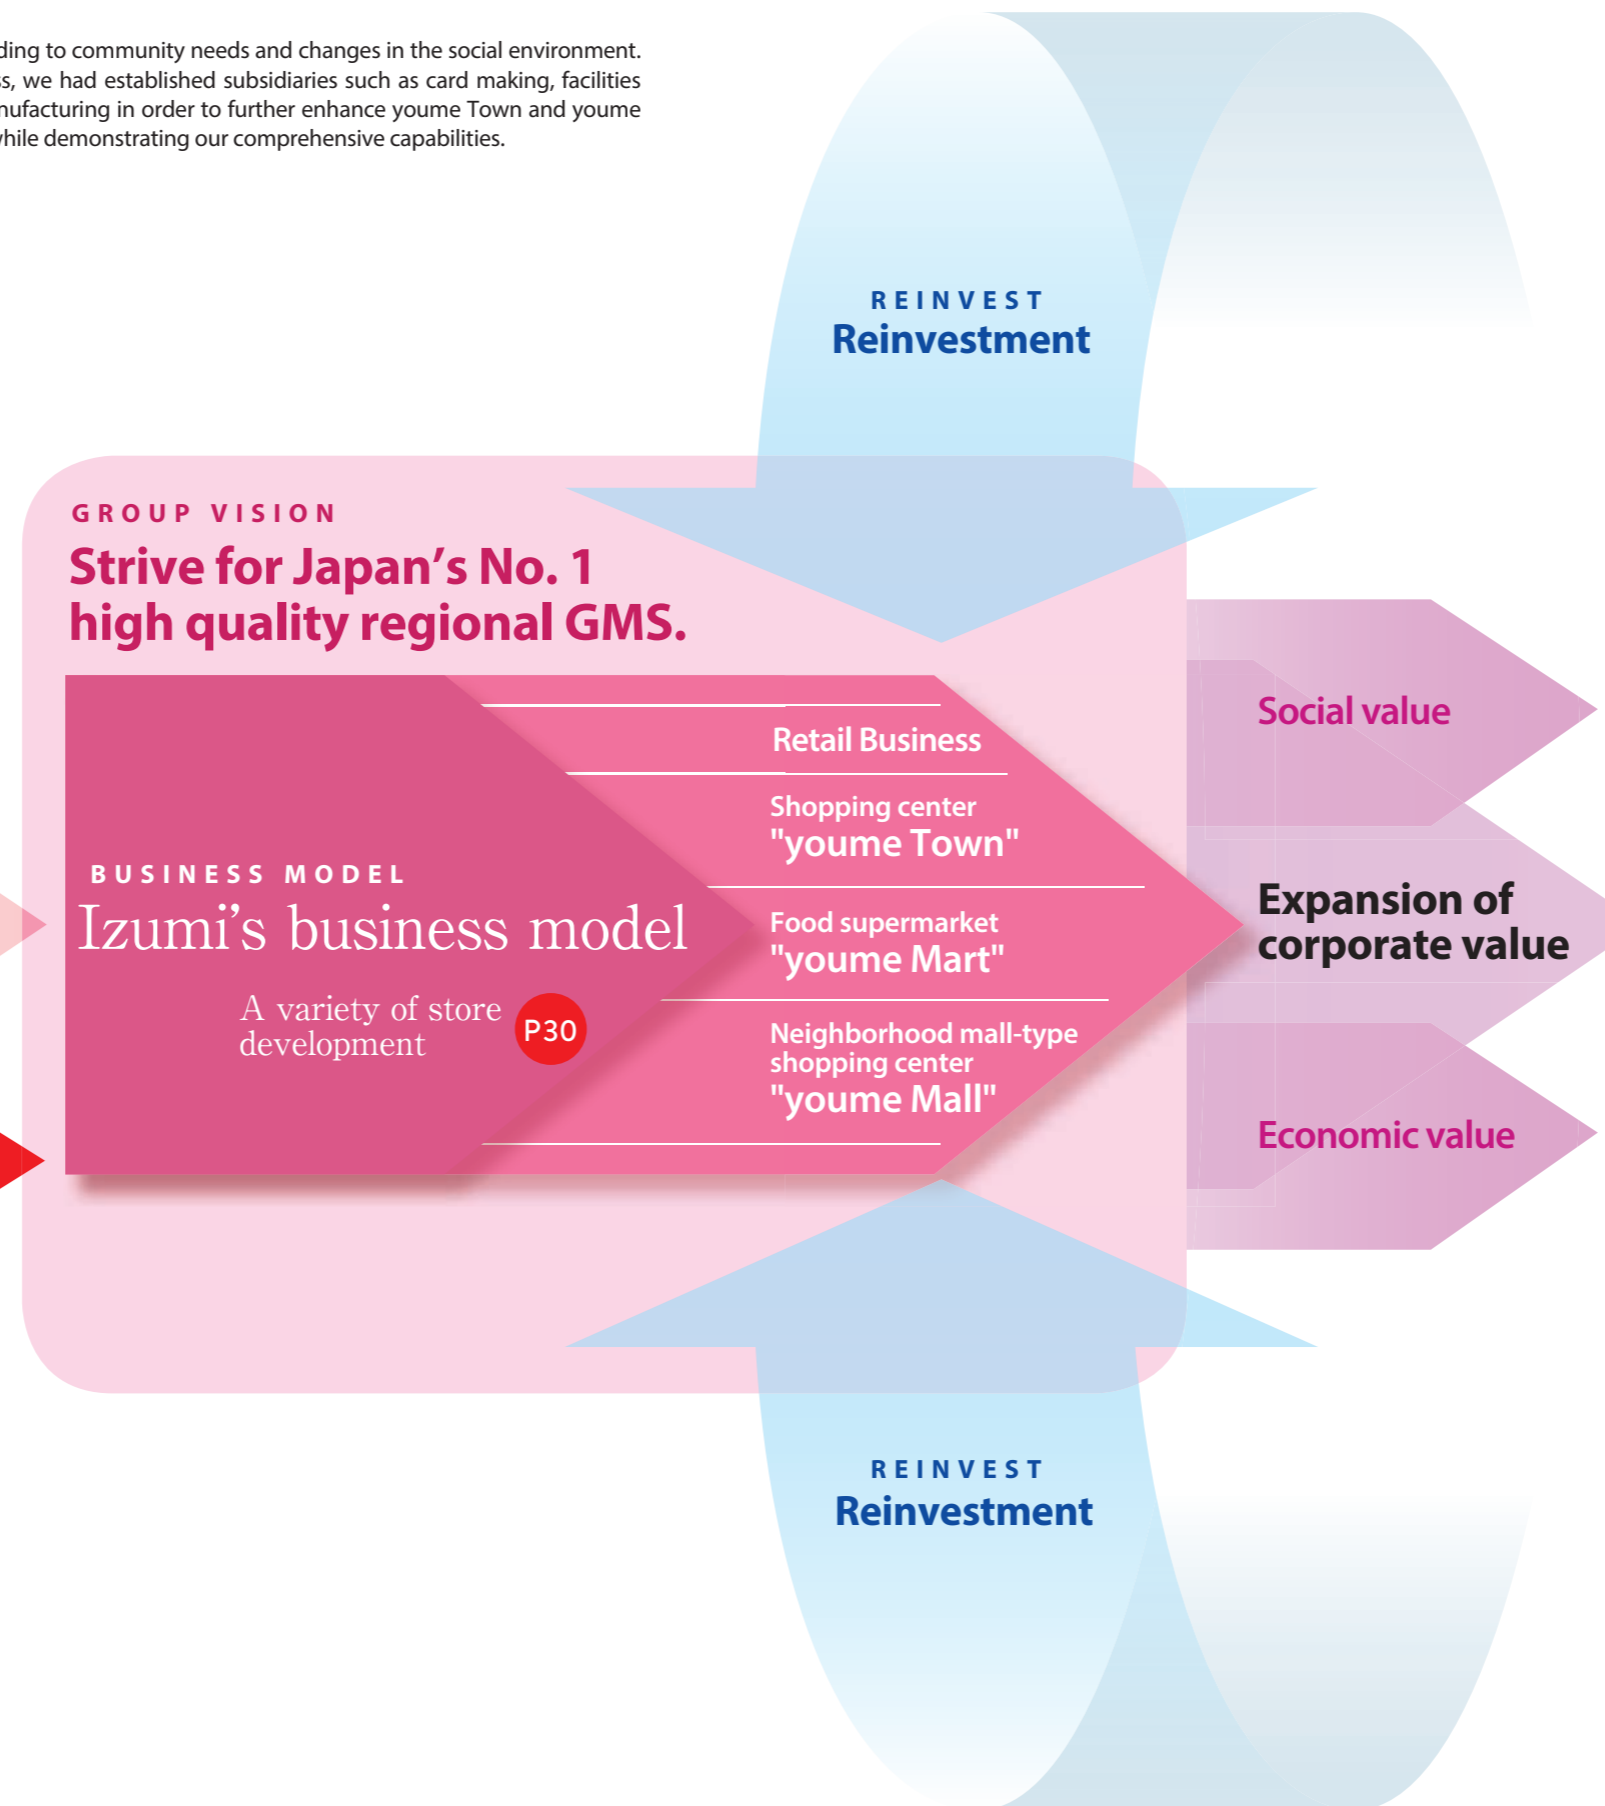 ding to community needs and changes in the social environment.
ss, we had established subsidiaries such as card making, facilities
nufacturing in order to further enhance youme Town and youme
while demonstrating our comprehensive capabilities.
REINVEST
Reinvestment
GROUP VISION
Strive for Japan’s No. 1
high quality regional GMS.
BUSINESS MODEL
Izumi’s business model
A variety of store
development
P30
Retail Business
Shopping center
"youme Town"
Food supermarket
"youme Mart"
Neighborhood mall-type
shopping center
"youme Mall"
Social value
Expansion of
corporate value
Economic value
REINVEST
Reinvestment